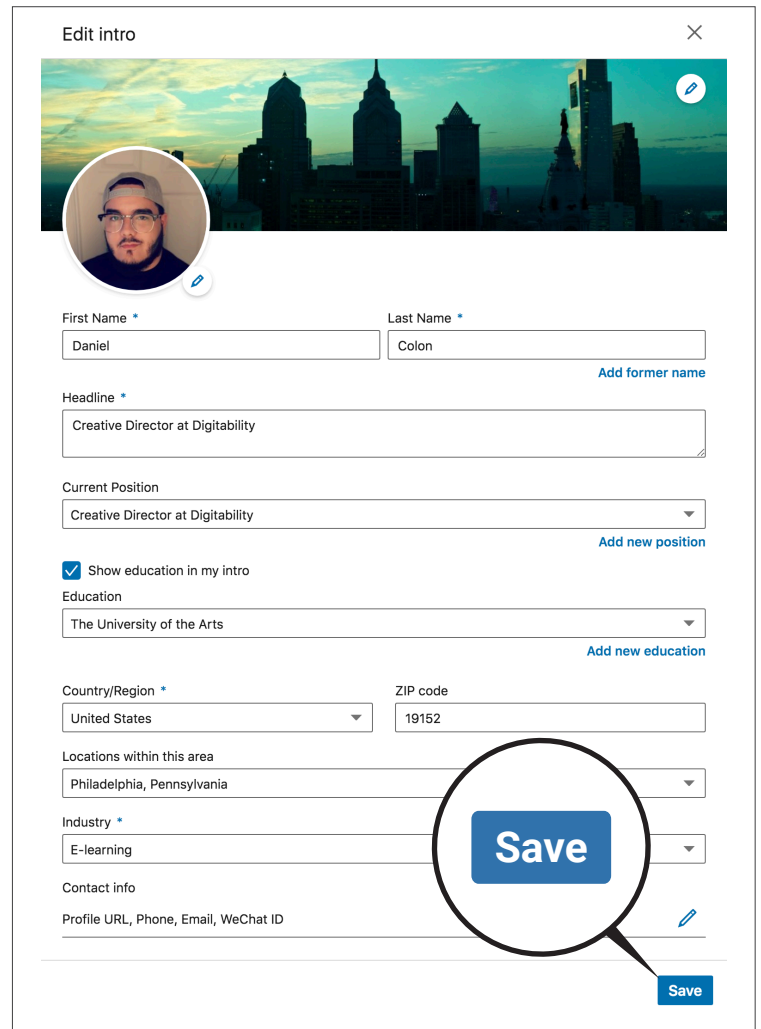 Edit intro
First Name *
Last Name *
Daniel
Colon
Add former name
Headline *
Creative Director at Digitability
Current Position
Creative Director at Digitability
Add new position
Show education in my intro
Education
The University of the Arts
Add new education
Country/Region *
ZIP code
United States
19152
Locations within this area
Philadelphia, Pennsylvania
Industry *
E-learning
Save
Contact info
Profile URL, Phone, Email, WeChat ID
Save